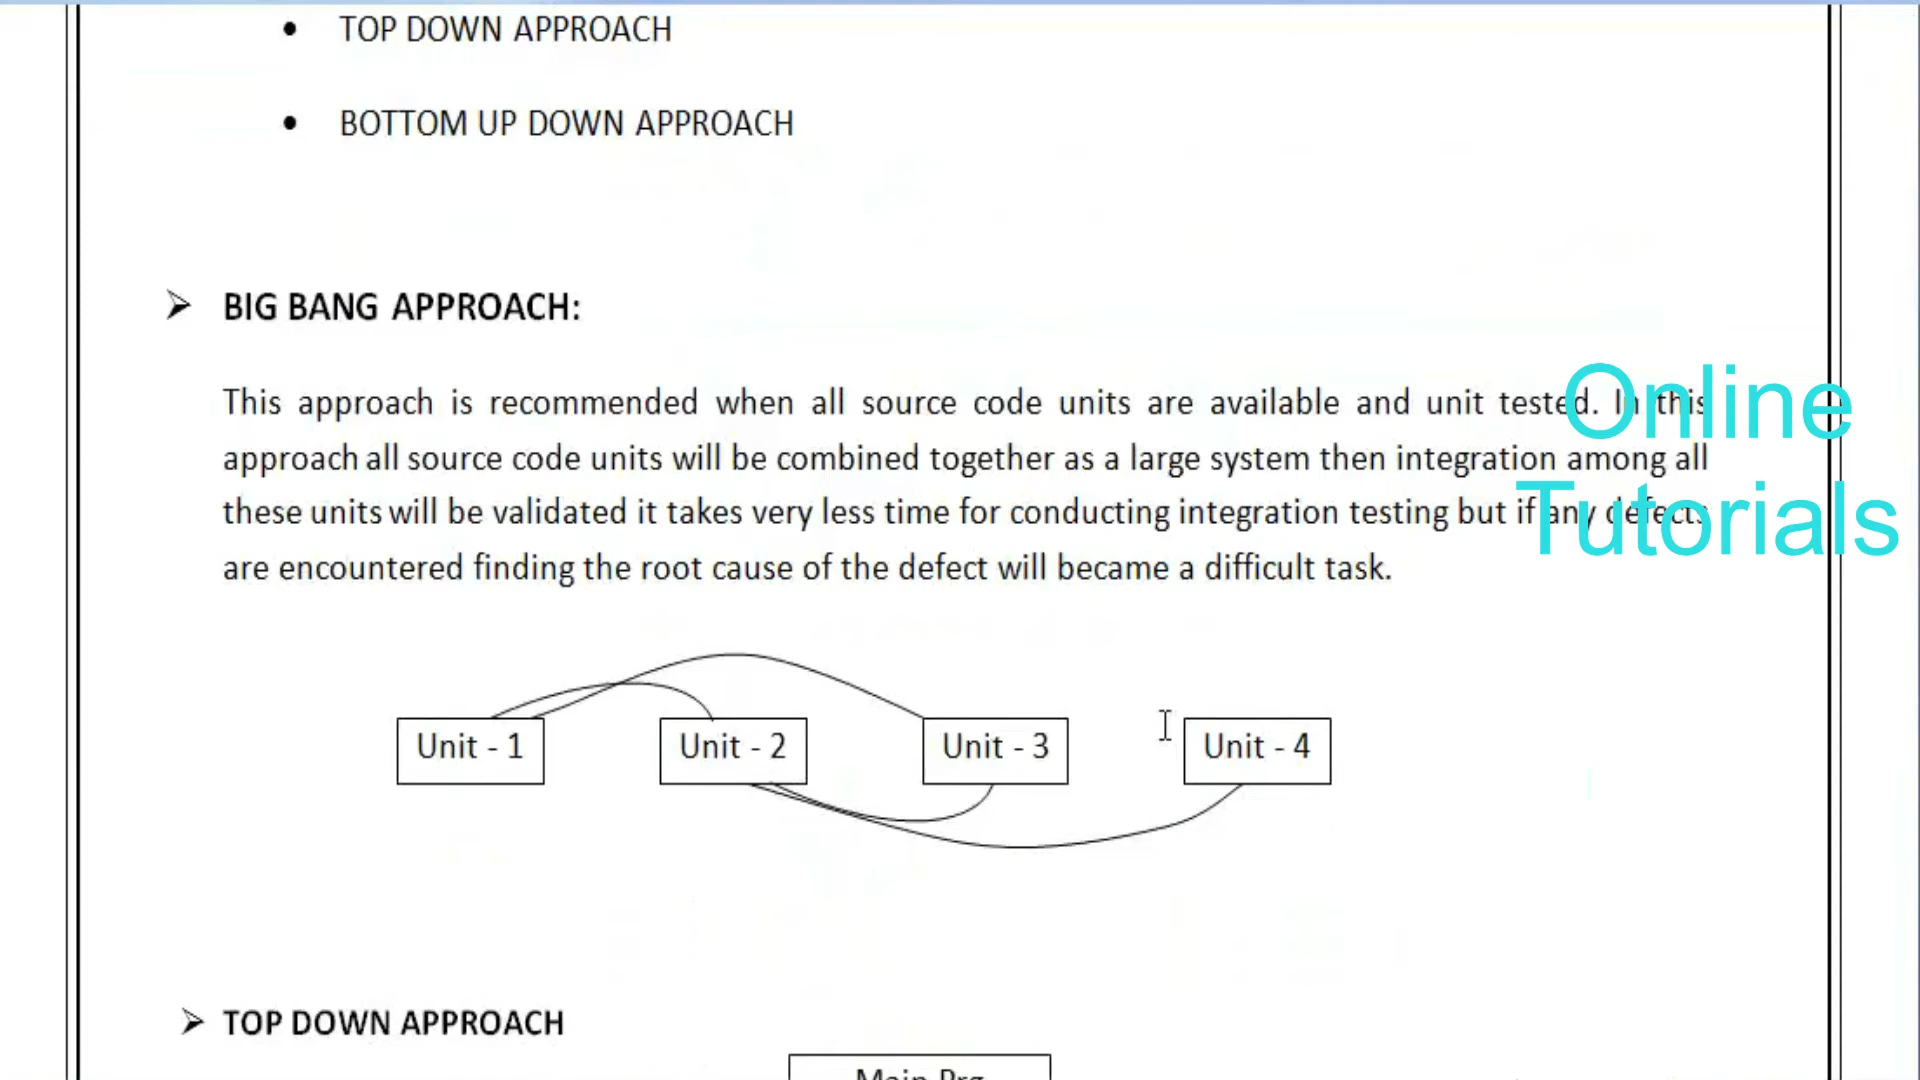 TOP DOWN APPROACH
BOTTOM UP DOWN APPROACH
BIG BANG APPROACH:
This approach is recommended when all source code units are available and unit tested. In this
approach all source code units will be combined together as a large system then integration among all
these units will be validated it takes very less time for conducting integration testing but if any defects
are encountered finding the root cause of the defect will became a difficult task.
Online
Tutorials
Unit - 1
Unit - 2
Unit - 3
Unit - 4
TOP DOWN APPROACH
Main Prg